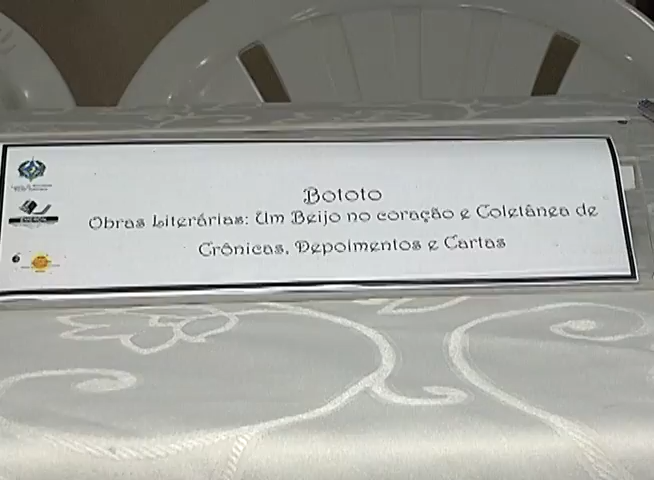 Bototo
Obras Literárias: Um Beijo no coração e Coletânea de
Crônicas, Depoimentos e Cartas